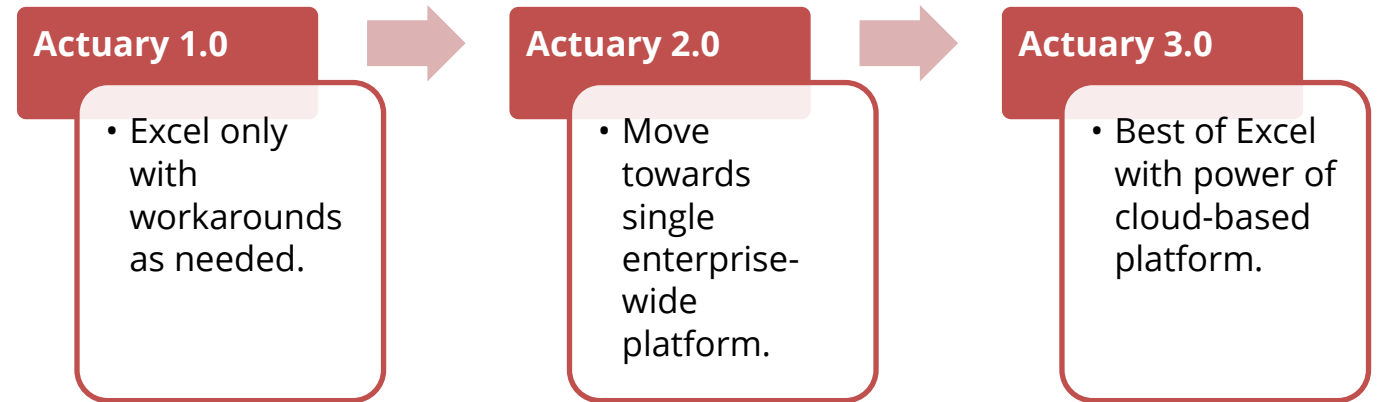 Actuary 1.0
• Excel only
with
workarounds
as needed.
Actuary 2.0
• Move
towards
single
enterprise-
wide
platform.
Actuary 3.0
• Best of Excel
with power of
cloud-based
platform.